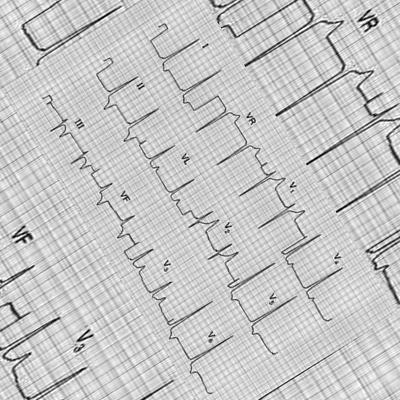 VR
I VR V₁ V₄
II VL V₂ V₅
III VF V₃ V₆
VF
V₃